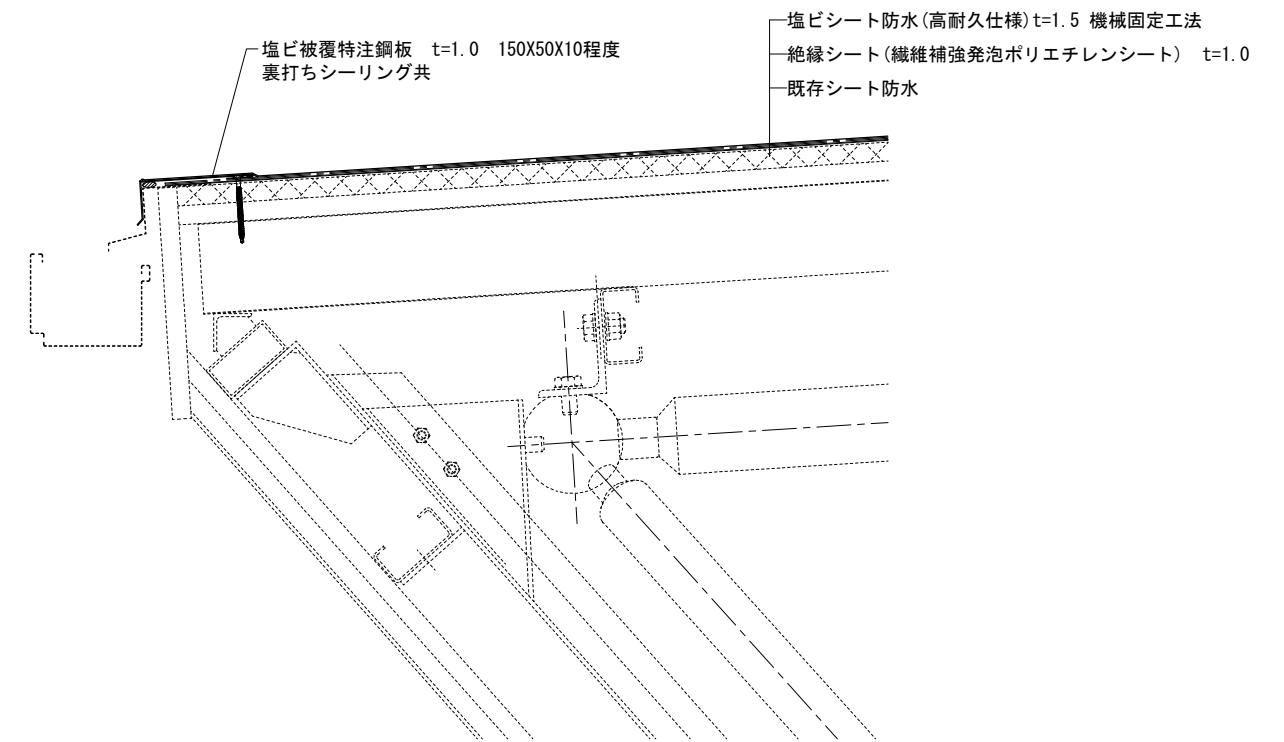 塩ビシート防水(高耐久仕様)t=1.5 機械固定工法
塩ビ被覆特注鋼板　t=1.0　150X50X10程度
裏打ちシーリング共
絶縁シート(繊維補強発泡ポリエチレンシート)　t=1.0
既存シート防水